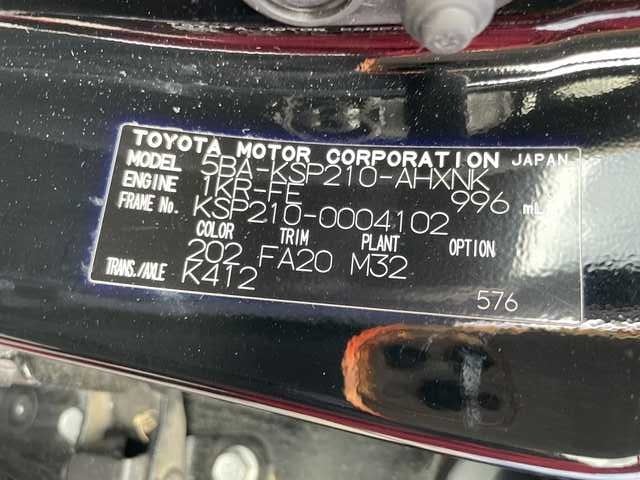 TOYOTA MOTOR CORPORATION JAPAN
MODEL 5BA-KSP210-AHXNK
ENGINE 1KR-FE 996 mL
FRAME No. KSP210-0004102
COLOR TRIM PLANT OPTION
202 FA20 M32
TRANS./AXLE K412
576